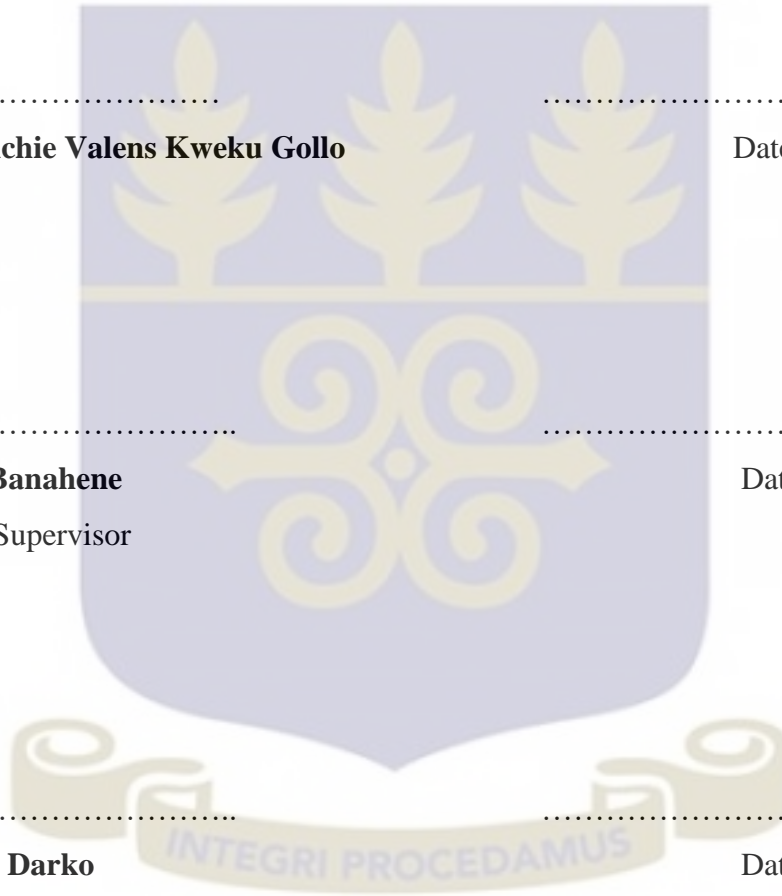 ………………… …………………
chie Valens Kweku Gollo Date
………………….. …………………
Banahene Dat
Supervisor
………………….. …………………
Darko Dat
INTEGRI PROCEDAMUS